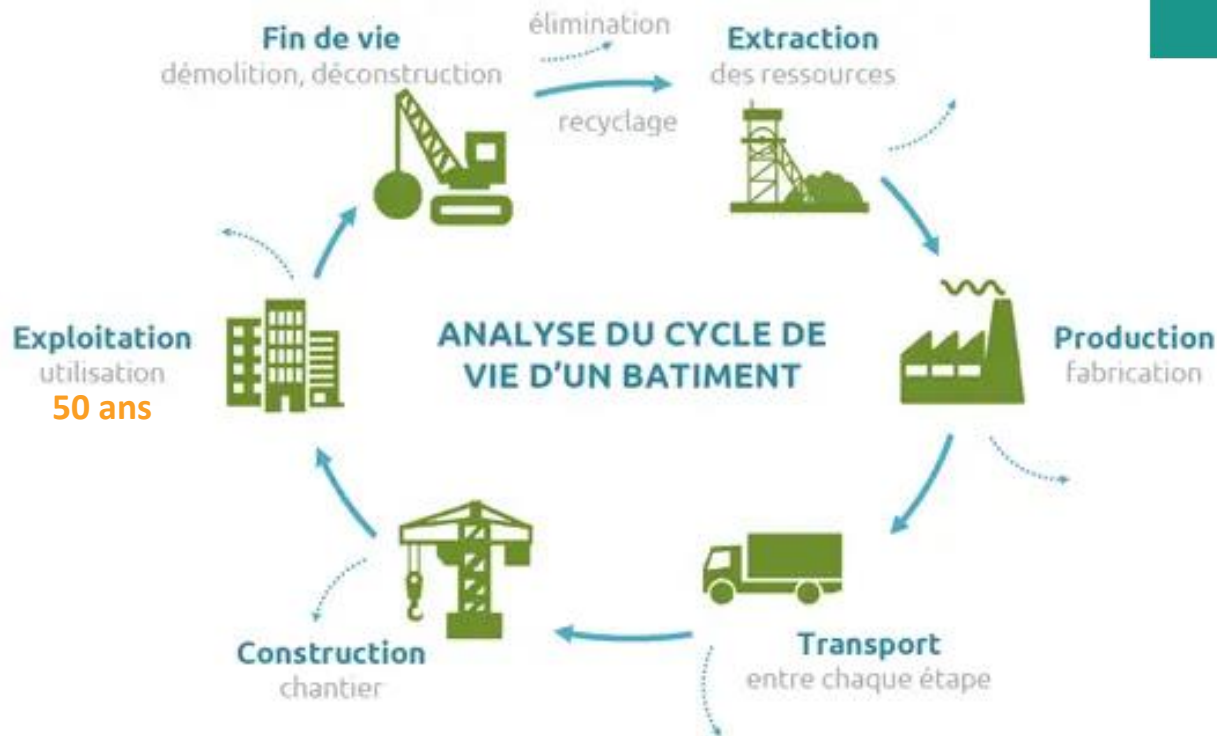 Fin de vie
démolition, déconstruction
élimination
recyclage
Extraction
des ressources
Exploitation
utilisation
50 ans
ANALYSE DU CYCLE DE
VIE D'UN BATIMENT
Production
fabrication
Construction
chantier
Transport
entre chaque étape